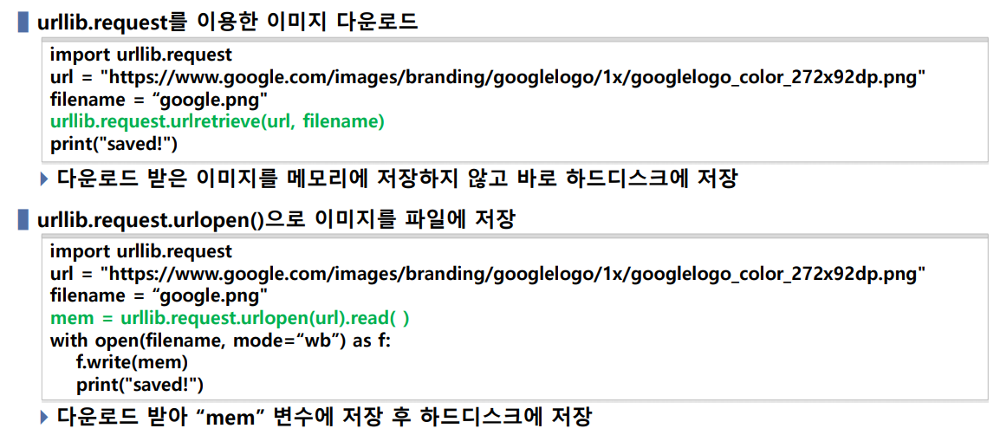 urllib.request를 이용한 이미지 다운로드
import urllib.request
url = "https://www.google.com/images/branding/googlelogo/1x/googlelogo_color_272x92dp.png"
filename = “google.png"
urllib.request.urlretrieve(url, filename)
print("saved!")
다운로드 받은 이미지를 메모리에 저장하지 않고 바로 하드디스크에 저장
urllib.request.urlopen()으로 이미지를 파일에 저장
import urllib.request
url = "https://www.google.com/images/branding/googlelogo/1x/googlelogo_color_272x92dp.png"
filename = “google.png"
mem = urllib.request.urlopen(url).read( )
with open(filename, mode=“wb”) as f:
    f.write(mem)
    print("saved!")
다운로드 받아 “mem” 변수에 저장 후 하드디스크에 저장